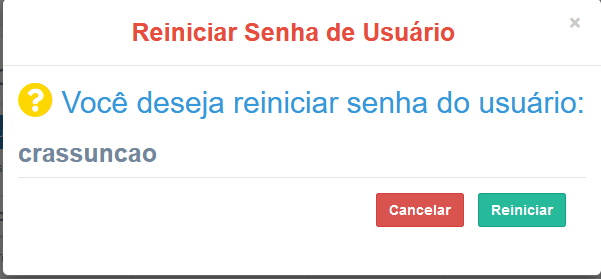 Reiniciar Senha de Usuário
×
? Você deseja reiniciar senha do usuário:
crassuncao
Cancelar Reiniciar